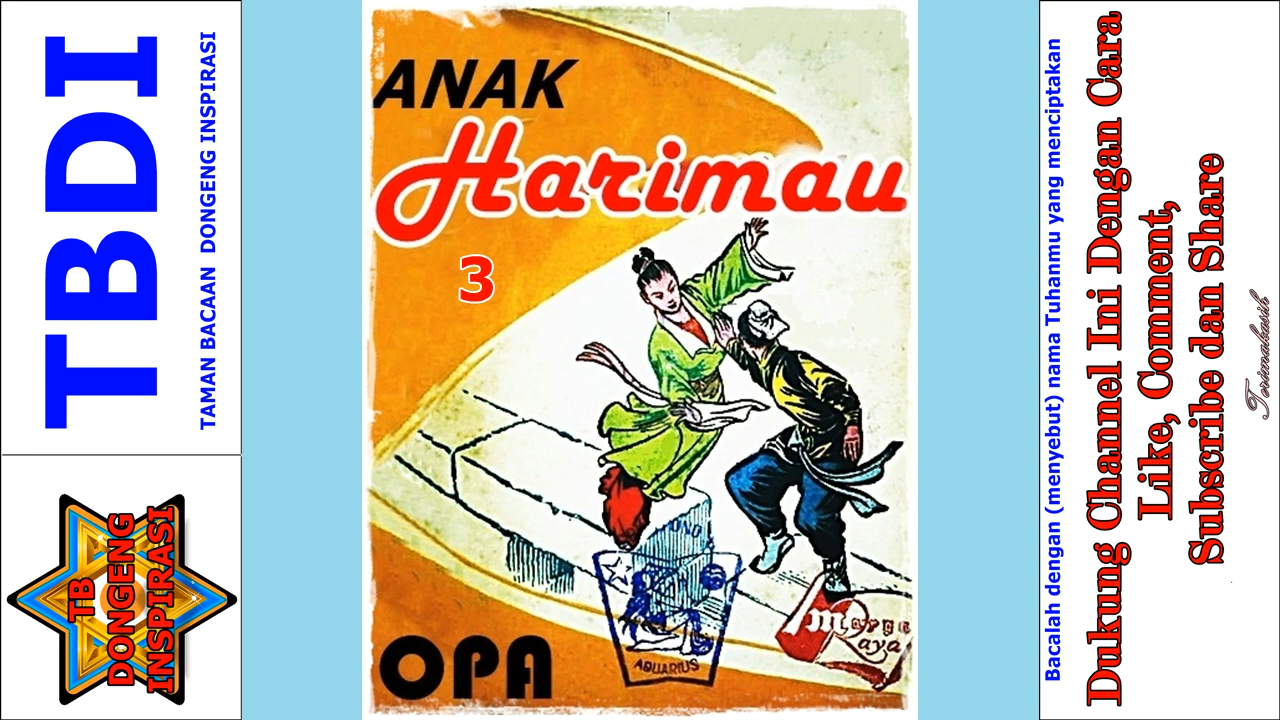 TBDI
TAMAN BACAAN DONGENG INSPIRASI
TB
DONGENG
INSPIRASI
ANAK
Harimau
3
OPA
AQUARIUS
Marga
Raya
Bacalah dengan (menyebut) nama Tuhanmu yang menciptakan
Dukung Channel Ini Dengan Cara
Like, Comment,
Subscribe dan Share
Terimakasih